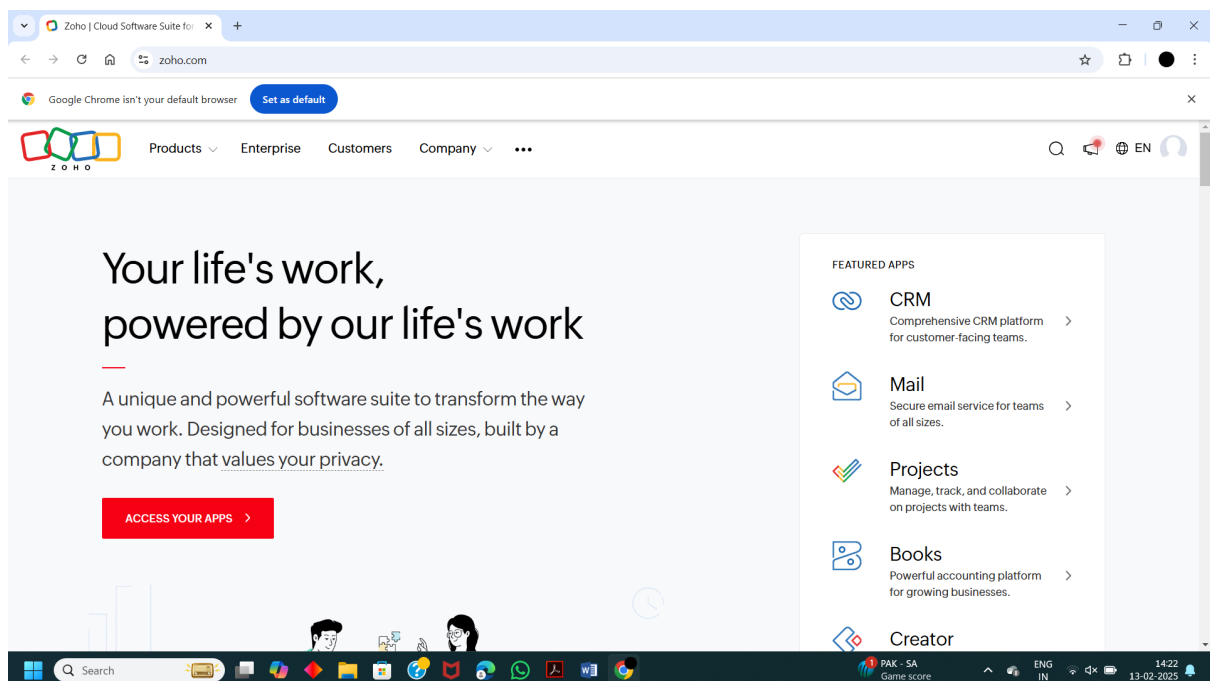 Zoho | Cloud Software Suite for
zoho.com
Google Chrome isn't your default browser
Set as default
ZOHO
Products
Enterprise
Customers
Company
EN
Your life's work,
powered by our life's work
A unique and powerful software suite to transform the way
you work. Designed for businesses of all sizes, built by a
company that values your privacy.
ACCESS YOUR APPS
FEATURED APPS
CRM
Comprehensive CRM platform
for customer-facing teams.
Mail
Secure email service for teams
of all sizes.
Projects
Manage, track, and collaborate
on projects with teams.
Books
Powerful accounting platform
for growing businesses.
Creator
Search
1
PAK - SA
Game score
ENG
IN
14:22
13-02-2025